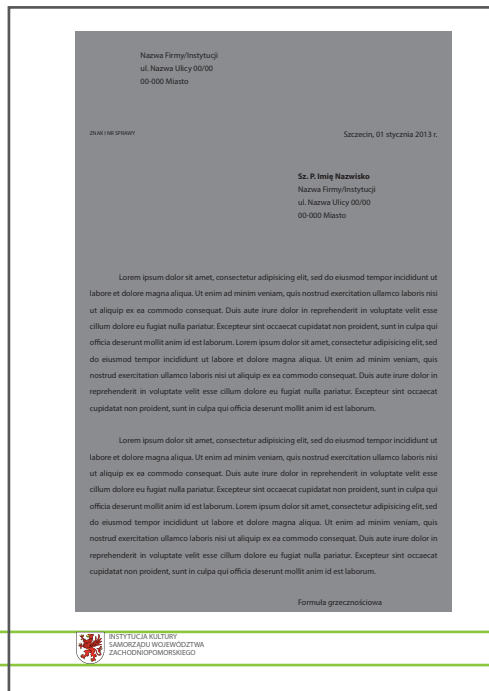 Nazwa Firmy/Instytucji
ul. Nazwa Ulicy 00/00
00-000 Miasto
ZNAK I NR SPRAWY
Szczecin, 01 stycznia 2013 r.
Sz. P. Imię Nazwisko
Nazwa Firmy/Instytucji
ul. Nazwa Ulicy 00/00
00-000 Miasto
Lorem ipsum dolor sit amet, consectetur adipisicing elit, sed do eiusmod tempor incididunt ut
labore et dolore magna aliqua. Ut enim ad minim veniam, quis nostrud exercitation ullamco laboris nisi
ut aliquip ex ea commodo consequat. Duis aute irure dolor in reprehenderit in voluptate velit esse
cillum dolore eu fugiat nulla pariatur. Excepteur sint occaecat cupidatat non proident, sunt in culpa qui
officia deserunt mollit anim id est laborum. Lorem ipsum dolor sit amet, consectetur adipisicing elit, sed
do eiusmod tempor incididunt ut labore et dolore magna aliqua. Ut enim ad minim veniam, quis
nostrud exercitation ullamco laboris nisi ut aliquip ex ea commodo consequat. Duis aute irure dolor in
reprehenderit in voluptate velit esse cillum dolore eu fugiat nulla pariatur. Excepteur sint occaecat
cupidatat non proident, sunt in culpa qui officia deserunt mollit anim id est laborum.
Lorem ipsum dolor sit amet, consectetur adipisicing elit, sed do eiusmod tempor incididunt ut
labore et dolore magna aliqua. Ut enim ad minim veniam, quis nostrud exercitation ullamco laboris nisi
ut aliquip ex ea commodo consequat. Duis aute irure dolor in reprehenderit in voluptate velit esse
cillum dolore eu fugiat nulla pariatur. Excepteur sint occaecat cupidatat non proident, sunt in culpa qui
officia deserunt mollit anim id est laborum. Lorem ipsum dolor sit amet, consectetur adipisicing elit, sed
do eiusmod tempor incididunt ut labore et dolore magna aliqua. Ut enim ad minim veniam, quis
nostrud exercitation ullamco laboris nisi ut aliquip ex ea commodo consequat. Duis aute irure dolor in
reprehenderit in voluptate velit esse cillum dolore eu fugiat nulla pariatur. Excepteur sint occaecat
cupidatat non proident, sunt in culpa qui officia deserunt mollit anim id est laborum.
Formuła grzecznościowa
INSTYTUCJA KULTURY
SAMORZĄDU WOJEWÓDZTWA
ZACHODNIOPOMORSKIEGO